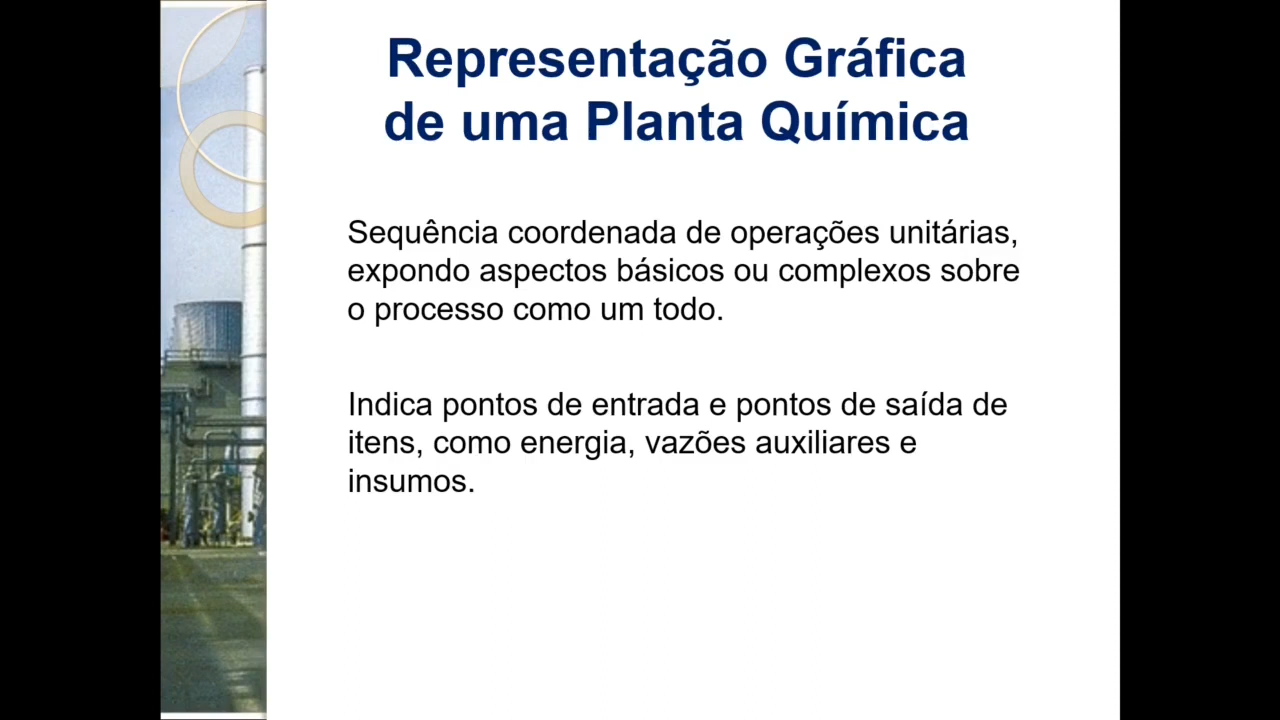 Representação Gráfica
de uma Planta Química
Sequência coordenada de operações unitárias,
expondo aspectos básicos ou complexos sobre
o processo como um todo.
Indica pontos de entrada e pontos de saída de
itens, como energia, vazões auxiliares e
insumos.